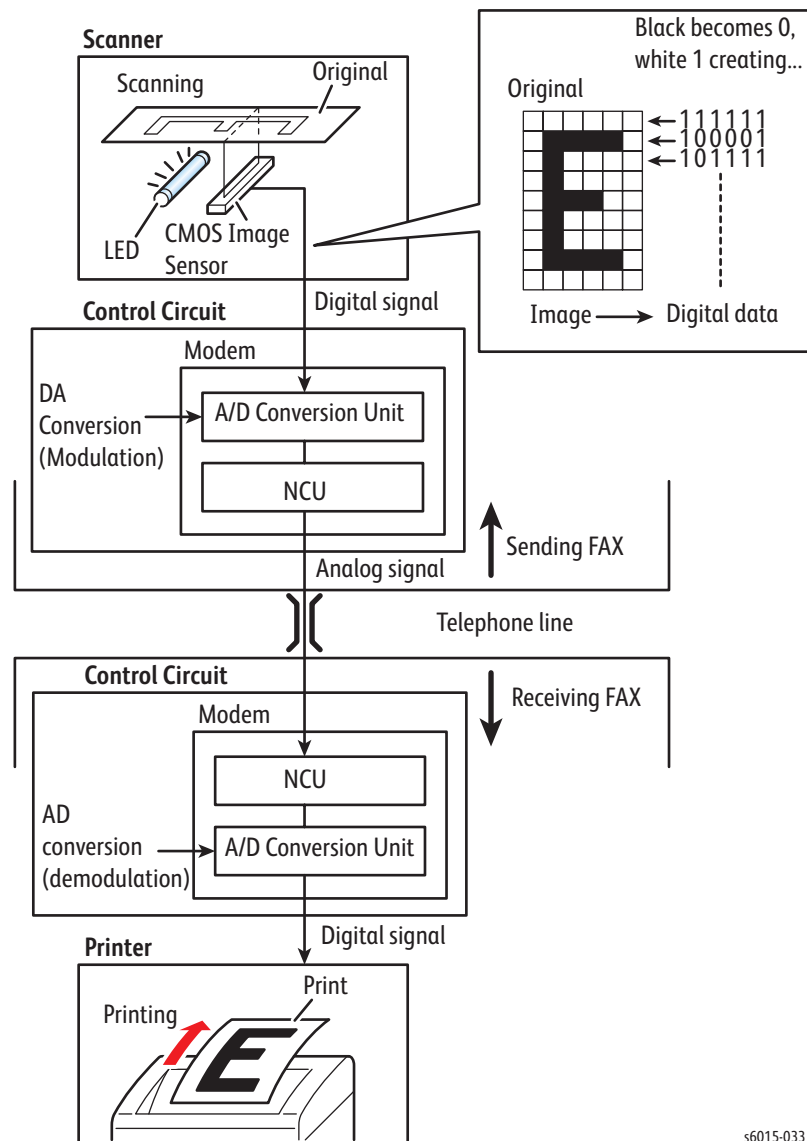 Scanner
Scanning
Original
LED
CMOS Image
Sensor
Black becomes 0,
white 1 creating...
Original
111111
100001
101111
E
Image
Digital data
Digital signal
Control Circuit
Modem
DA
Conversion
(Modulation)
A/D Conversion Unit
NCU
Sending FAX
Analog signal
Telephone line
Control Circuit
Receiving FAX
Modem
NCU
AD
conversion
(demodulation)
A/D Conversion Unit
Digital signal
Printer
Print
Printing
E
s6015-033